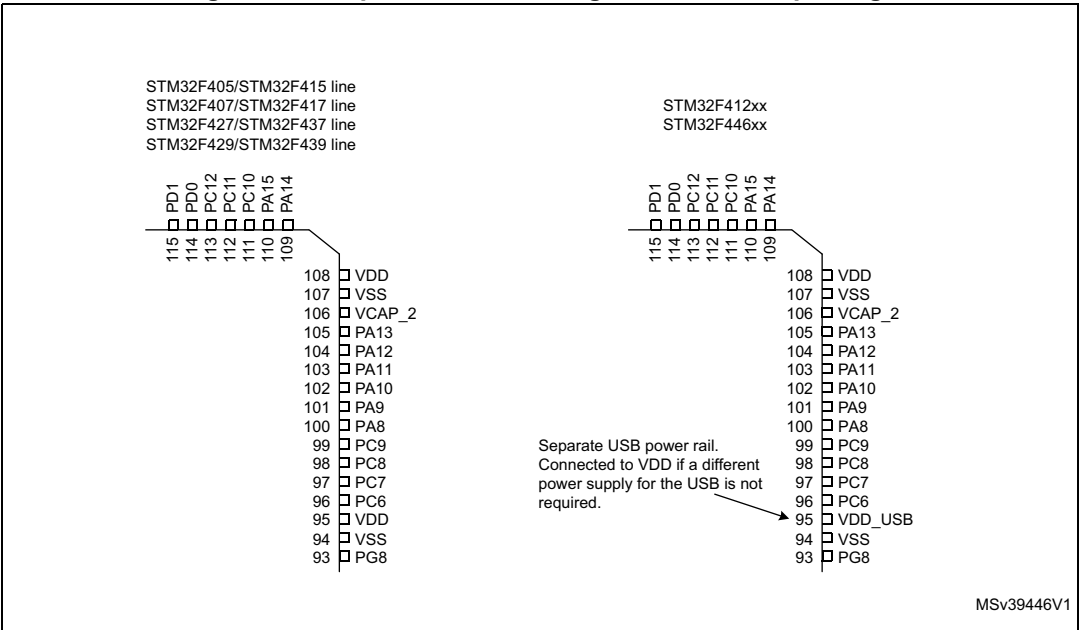 STM32F405/STM32F415 line
STM32F407/STM32F417 line
STM32F427/STM32F437 line
STM32F429/STM32F439 line
PD1
PD0
PC12
PC11
PC10
PA15
PA14
115
114
113
112
111
110
109
108 VDD
107 VSS
106 VCAP_2
105 PA13
104 PA12
103 PA11
102 PA10
101 PA9
100 PA8
99 PC9
98 PC8
97 PC7
96 PC6
95 VDD
94 VSS
93 PG8
STM32F412xx
STM32F446xx
PD1
PD0
PC12
PC11
PC10
PA15
PA14
115
114
113
112
111
110
109
108 VDD
107 VSS
106 VCAP_2
105 PA13
104 PA12
103 PA11
102 PA10
101 PA9
100 PA8
99 PC9
98 PC8
97 PC7
96 PC6
95 VDD_USB
94 VSS
93 PG8
Separate USB power rail.
Connected to VDD if a different
power supply for the USB is not
required.
MSv39446V1